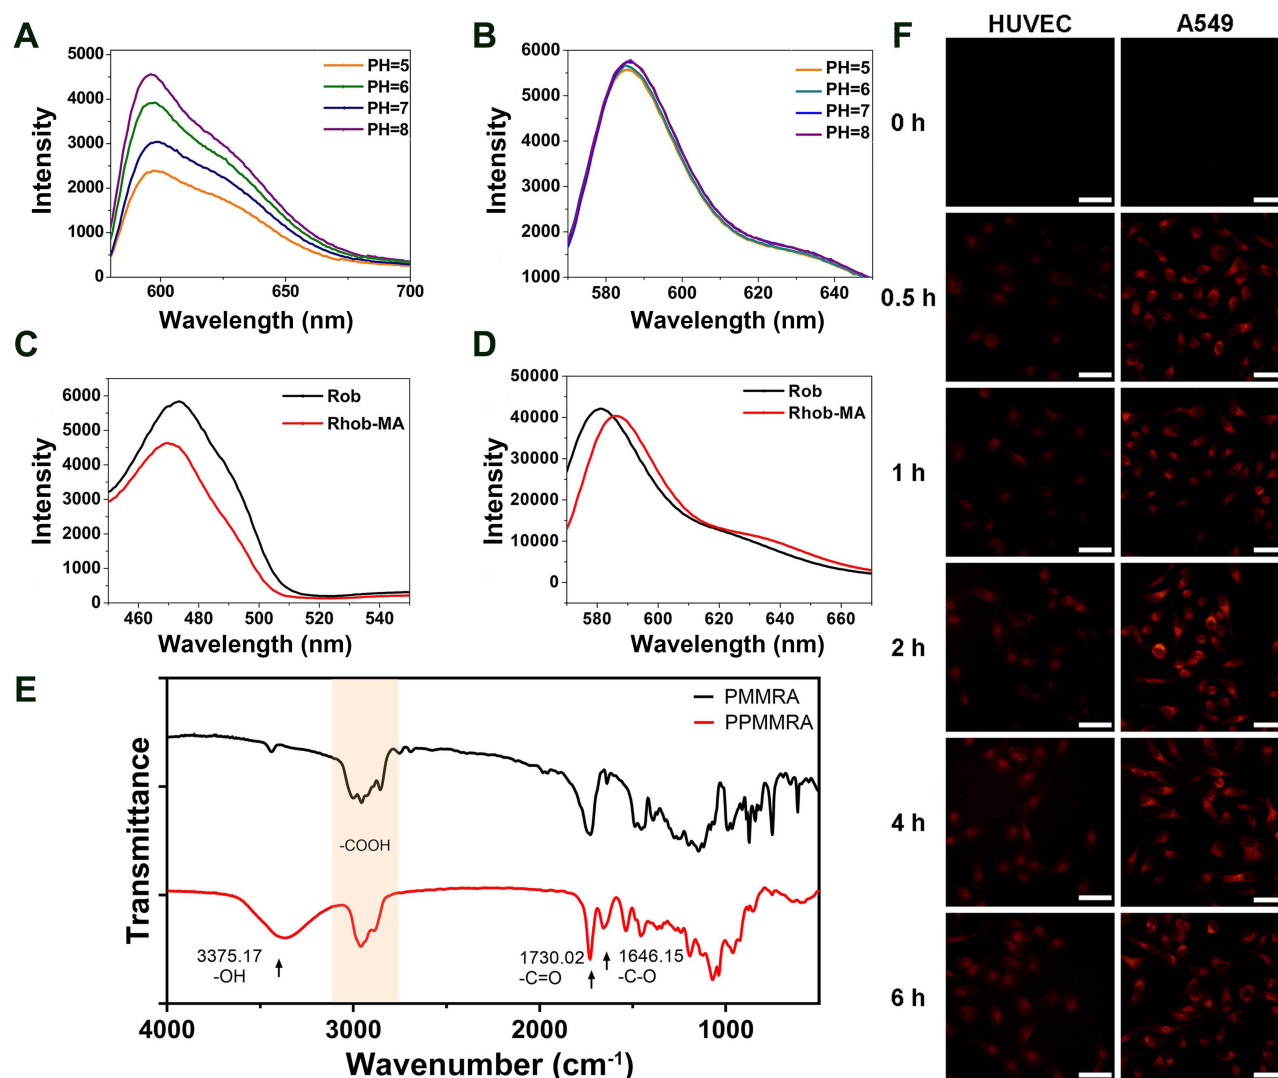 A
5000
4000
3000
2000
1000
0
600
650
700
Intensity
Wavelength (nm)
PH=5
PH=6
PH=7
PH=8
B
6000
5000
4000
3000
2000
1000
580
600
620
640
Intensity
Wavelength (nm)
PH=5
PH=6
PH=7
PH=8
C
6000
5000
4000
3000
2000
1000
0
460
480
500
520
540
Intensity
Wavelength (nm)
Rob
Rhob-MA
D
50000
40000
30000
20000
10000
0
580
600
620
640
660
Intensity
Wavelength (nm)
Rob
Rhob-MA
E
PMMRA
PPMMRA
Transmittance
-COOH
3375.17
-OH
1730.02
-C=O
1646.15
-C-O
4000
3000
2000
1000
Wavenumber (cm⁻¹)
F
HUVEC
A549
0 h
0.5 h
1 h
2 h
4 h
6 h